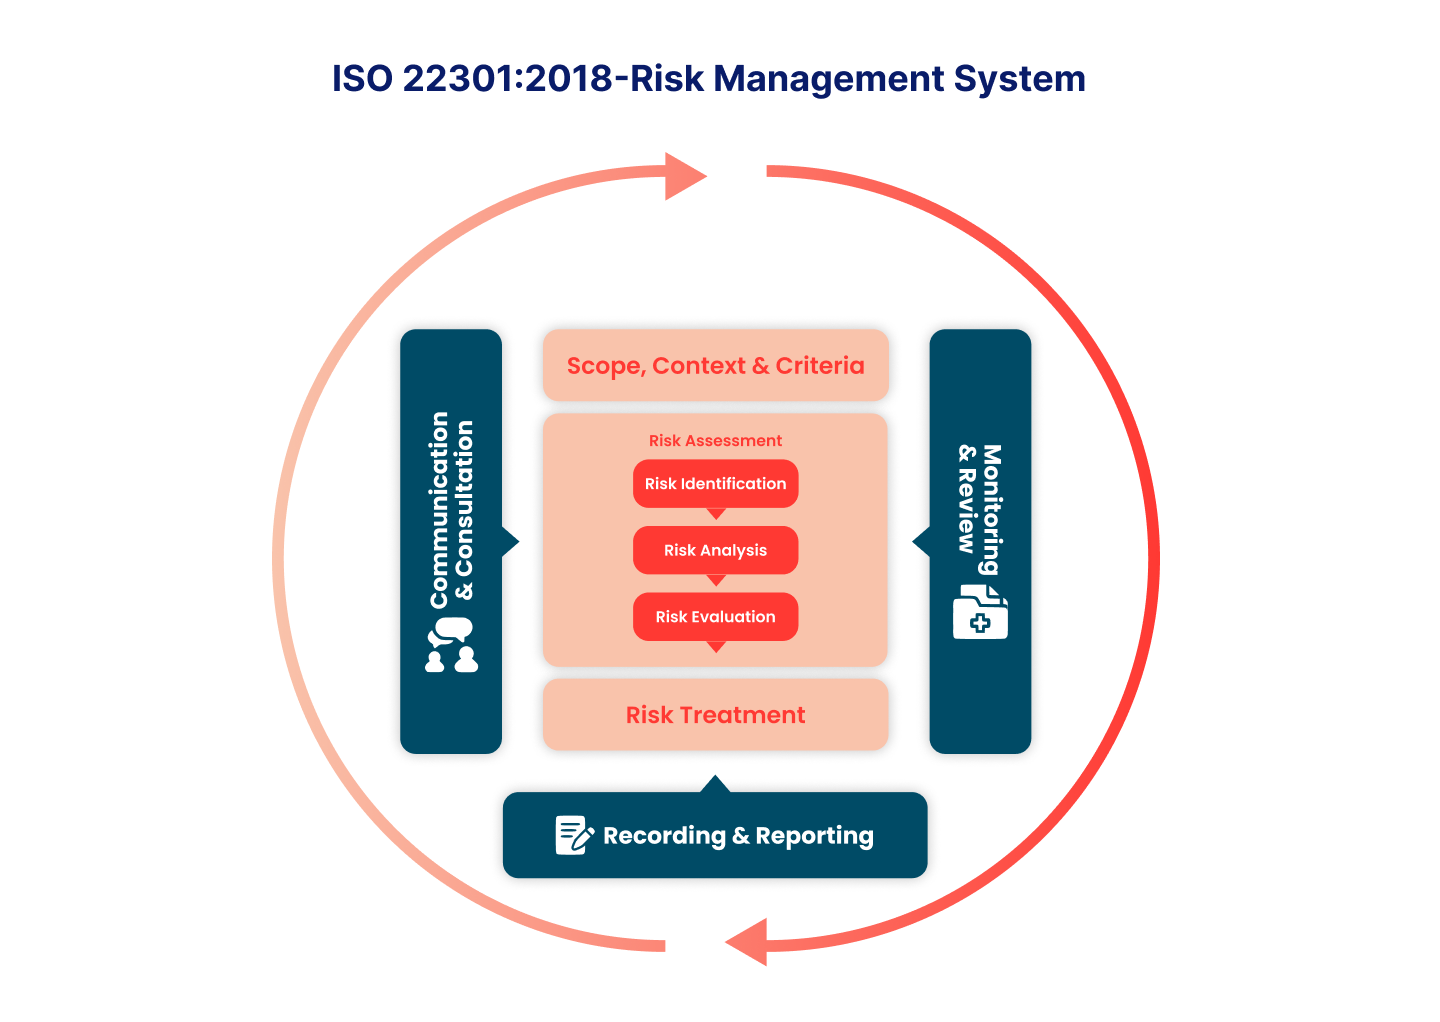 ISO 22301:2018-Risk Management System
Communication
& Consultation
Scope, Context & Criteria
Risk Assessment
Risk Identification
Risk Analysis
Risk Evaluation
Risk Treatment
Monitoring
& Review
Recording & Reporting